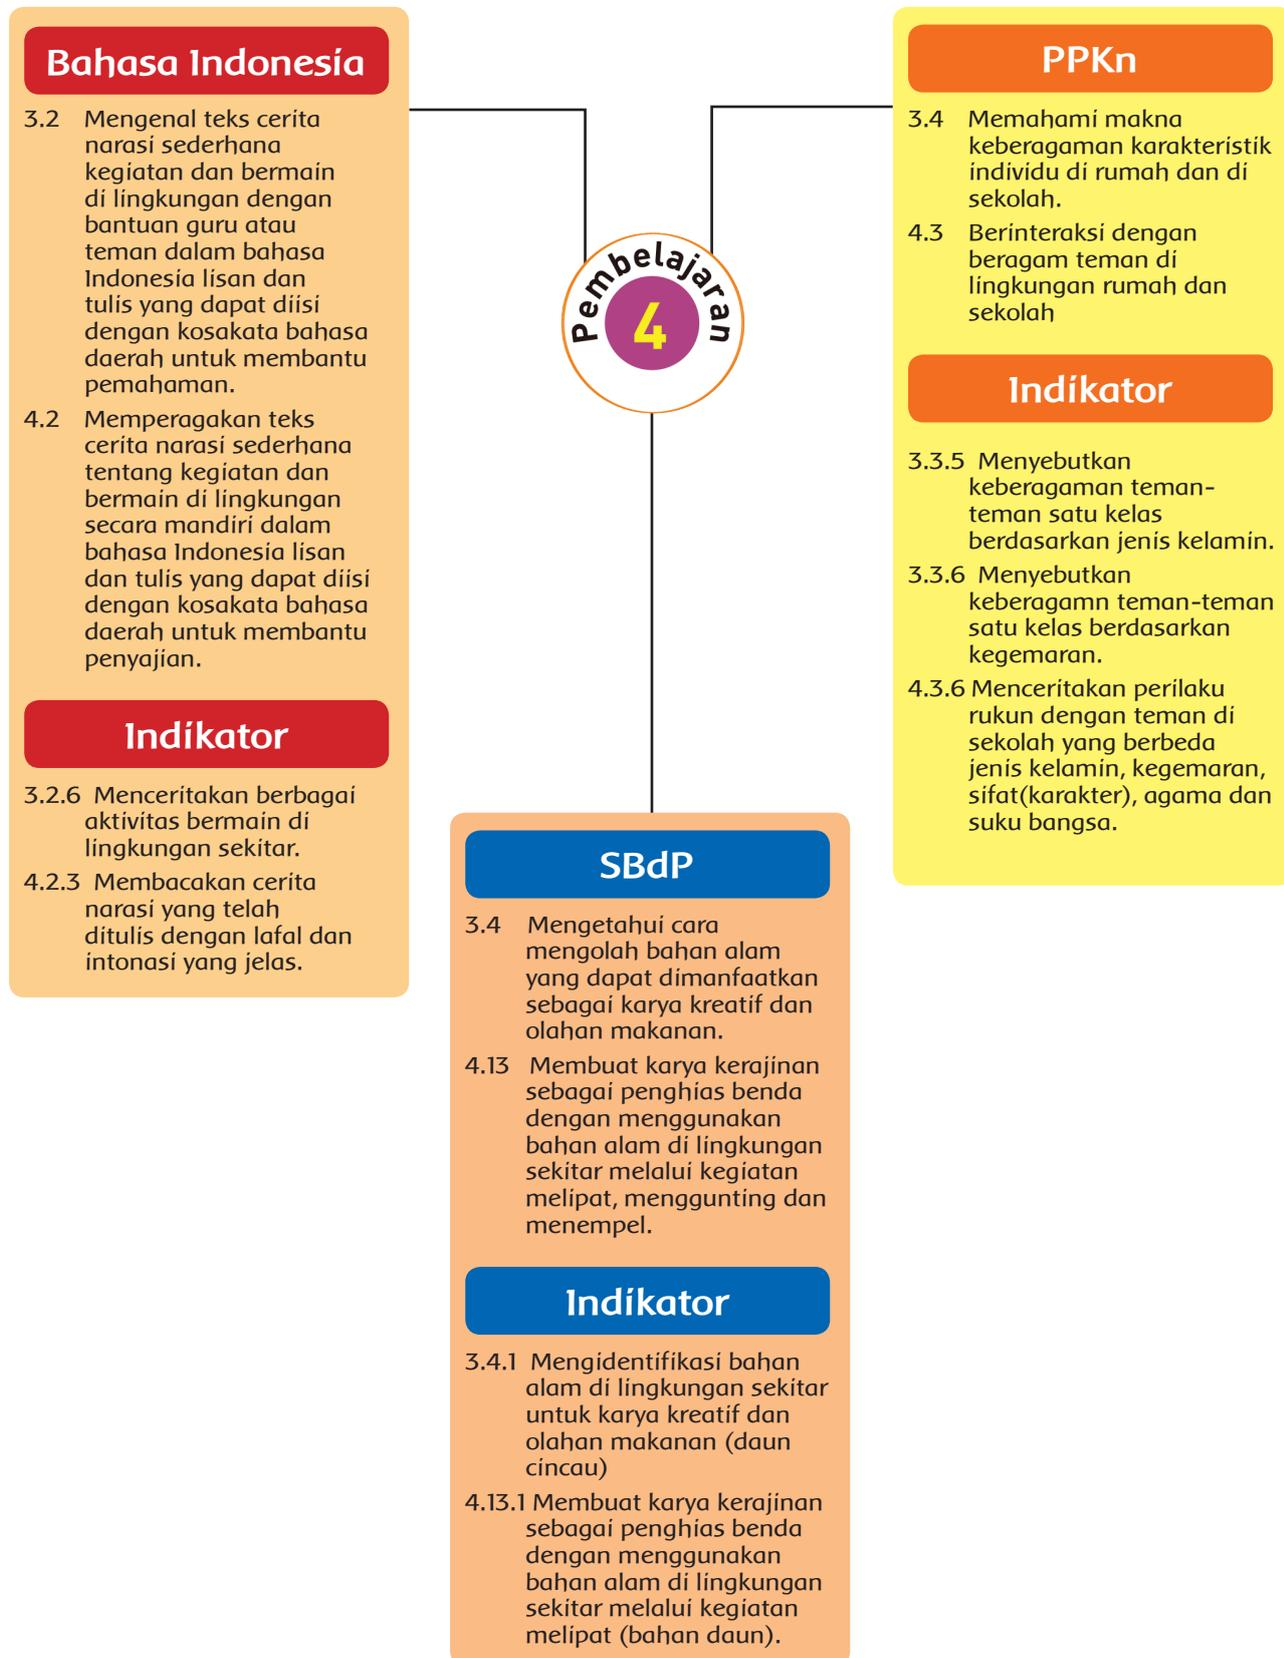 Bahasa Indonesia
3.2 Mengenal teks cerita
narasi sederhana
kegiatan dan bermain
di lingkungan dengan
bantuan guru atau
teman dalam bahasa
Indonesia lisan dan
tulis yang dapat diisi
dengan kosakata bahasa
daerah untuk membantu
pemahaman.
4.2 Memperagakan teks
cerita narasi sederhana
tentang kegiatan dan
bermain di lingkungan
secara mandiri dalam
bahasa Indonesia lisan
dan tulis yang dapat diisi
dengan kosakata bahasa
daerah untuk membantu
penyajian.
Indikator
3.2.6 Menceritakan berbagai
aktivitas bermain di
lingkungan sekitar.
4.2.3 Membacakan cerita
narasi yang telah
ditulis dengan lafal dan
intonasi yang jelas.
Pembelajaran
4
PPKn
3.4 Memahami makna
keberagaman karakteristik
individu di rumah dan di
sekolah.
4.3 Berinteraksi dengan
beragam teman di
lingkungan rumah dan
sekolah
Indikator
3.3.5 Menyebutkan
keberagaman teman-
teman satu kelas
berdasarkan jenis kelamin.
3.3.6 Menyebutkan
keberagamn teman-teman
satu kelas berdasarkan
kegemaran.
4.3.6 Menceritakan perilaku
rukun dengan teman di
sekolah yang berbeda
jenis kelamin, kegemaran,
sifat(karakter), agama dan
suku bangsa.
SBdP
3.4 Mengetahui cara
mengolah bahan alam
yang dapat dimanfaatkan
sebagai karya kreatif dan
olahan makanan.
4.13 Membuat karya kerajinan
sebagai penghias benda
dengan menggunakan
bahan alam di lingkungan
sekitar melalui kegiatan
melipat, menggunting dan
menempel.
Indikator
3.4.1 Mengidentifikasi bahan
alam di lingkungan sekitar
untuk karya kreatif dan
olahan makanan (daun
cincau)
4.13.1 Membuat karya kerajinan
sebagai penghias benda
dengan menggunakan
bahan alam di lingkungan
sekitar melalui kegiatan
melipat (bahan daun).